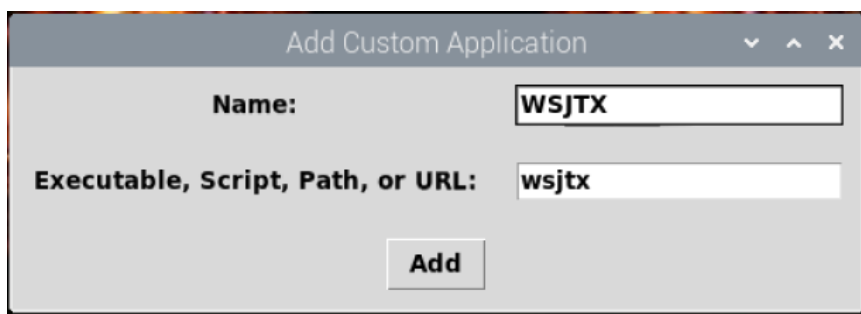 Add Custom Application
Name: WSJTX
Executable, Script, Path, or URL: wsjtx
Add